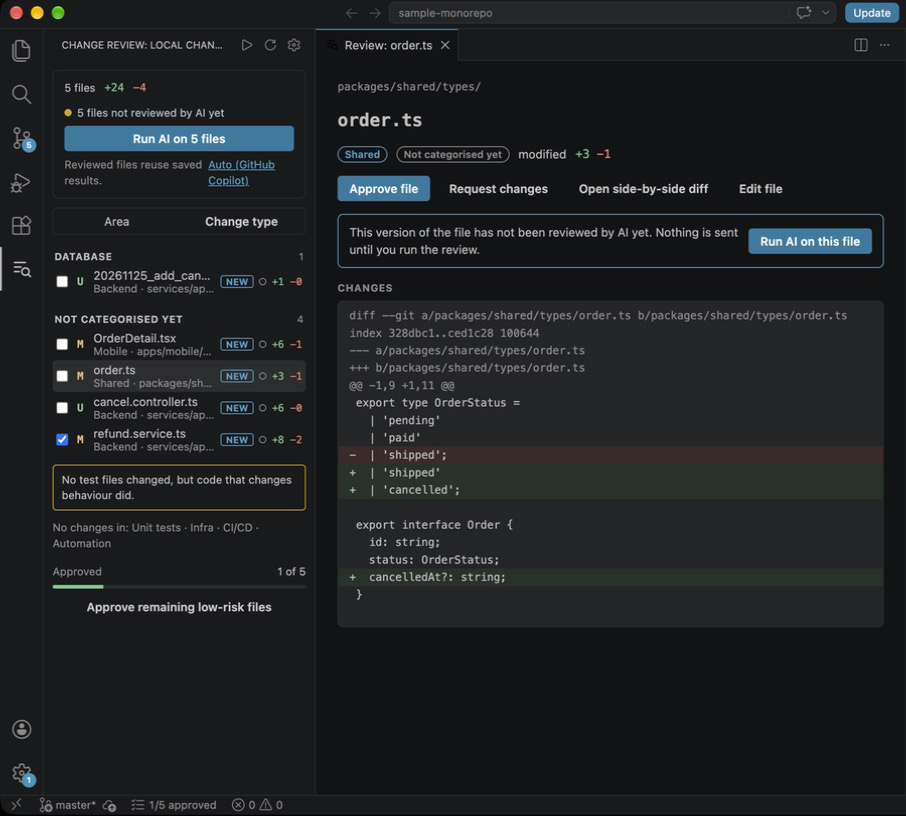 sample-monorepo
Update
CHANGE REVIEW: LOCAL CHAN...
Review: order.ts
5 files +24 −4
5 files not reviewed by AI yet
Run AI on 5 files
Reviewed files reuse saved results.
Auto (GitHub Copilot)
Area
Change type
DATABASE 1
U 20261125_add_can... NEW +1 −0
Backend · services/ap...
NOT CATEGORISED YET 4
M OrderDetail.tsx NEW +6 −1
Mobile · apps/mobile/...
M order.ts NEW +3 −1
Shared · packages/sh...
U cancel.controller.ts NEW +6 −0
Backend · services/ap...
M refund.service.ts NEW +8 −2
Backend · services/ap...
No test files changed, but code that changes
behaviour did.
No changes in: Unit tests · Infra · CI/CD ·
Automation
Approved 1 of 5
Approve remaining low-risk files
packages/shared/types/
order.ts
Shared Not categorised yet modified +3 −1
Approve file
Request changes
Open side-by-side diff
Edit file
This version of the file has not been reviewed by AI yet. Nothing is sent
until you run the review.
Run AI on this file
CHANGES
diff --git a/packages/shared/types/order.ts b/packages/shared/types/order.ts
index 328dbc1..ced1c28 100644
--- a/packages/shared/types/order.ts
+++ b/packages/shared/types/order.ts
@@ -1,9 +1,11 @@
export type OrderStatus =
| 'pending'
| 'paid'
- | 'shipped';
+ | 'shipped'
+ | 'cancelled';
export interface Order {
id: string;
status: OrderStatus;
+ cancelledAt?: string;
}
5
1
master*
1/5 approved
0
0